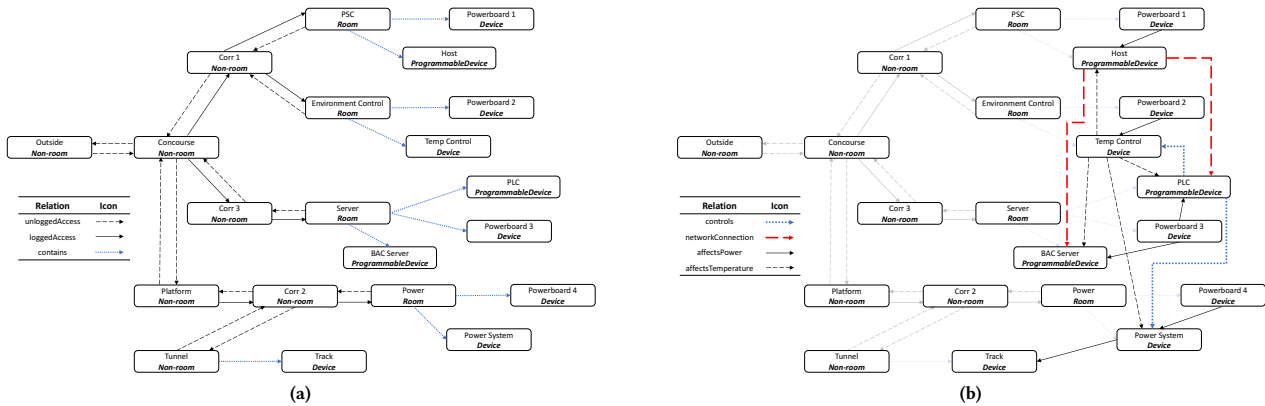 PSC
Room
Powerboard 1
Device
Host
ProgrammableDevice
Corr 1
Non-room
Environment Control
Room
Powerboard 2
Device
Outside
Non-room
Concourse
Non-room
Temp Control
Device
Relation Icon
unloggedAccess
loggedAccess
contains
Corr 3
Non-room
Server
Room
PLC
ProgrammableDevice
Powerboard 3
Device
BAC Server
ProgrammableDevice
Platform
Non-room
Corr 2
Non-room
Power
Room
Powerboard 4
Device
Power System
Device
Tunnel
Non-room
Track
Device
(a)
PSC
Room
Powerboard 1
Device
Host
ProgrammableDevice
Corr 1
Non-room
Environment Control
Room
Powerboard 2
Device
Outside
Non-room
Concourse
Non-room
Temp Control
Device
Relation Icon
controls
networkConnection
affectsPower
affectsTemperature
Corr 3
Non-room
Server
Room
PLC
ProgrammableDevice
Powerboard 3
Device
BAC Server
ProgrammableDevice
Platform
Non-room
Corr 2
Non-room
Power
Room
Powerboard 4
Device
Power System
Device
Tunnel
Non-room
Track
Device
(b)